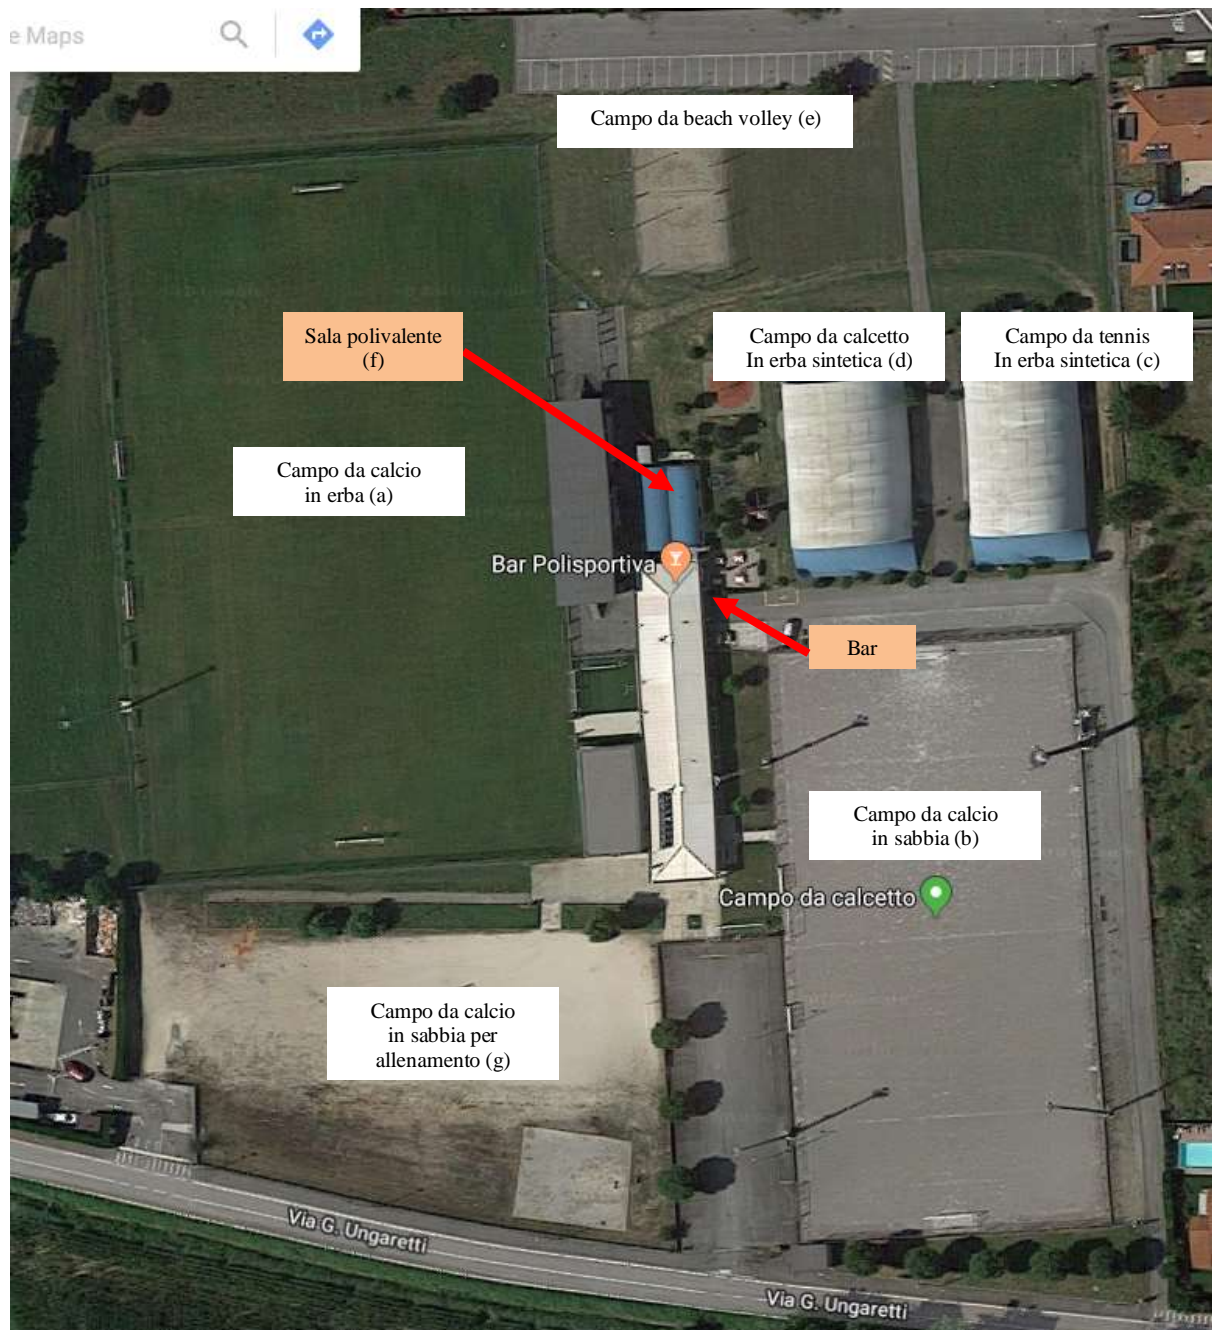 e Maps
Campo da beach volley (e)
Sala polivalente
(f)
Campo da calcetto
In erba sintetica (d)
Campo da tennis
In erba sintetica (c)
Campo da calcio
in erba (a)
Bar Polisportiva
Bar
Campo da calcio
in sabbia (b)
Campo da calcetto
Campo da calcio
in sabbia per
allenamento (g)
Via G. Ungaretti
Via G. Ungaretti